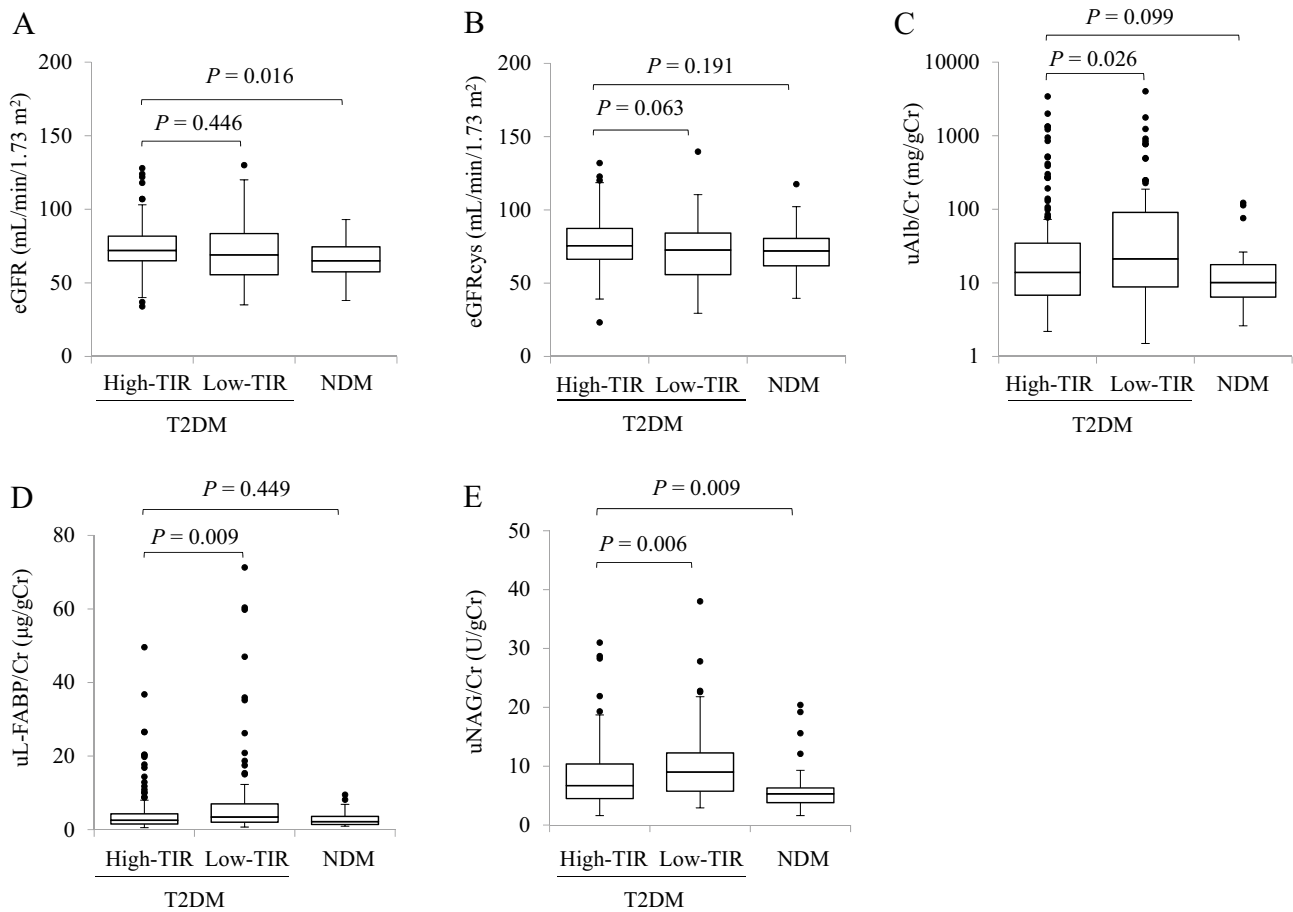 A
P = 0.016
P = 0.446
eGFR (mL/min/1.73 m²)
200
150
100
50
0
High-TIR Low-TIR NDM
T2DM
B
P = 0.191
P = 0.063
eGFRcys (mL/min/1.73 m²)
200
150
100
50
0
High-TIR Low-TIR NDM
T2DM
C
P = 0.099
P = 0.026
uAlb/Cr (mg/gCr)
10000
1000
100
10
1
High-TIR Low-TIR NDM
T2DM
D
P = 0.449
P = 0.009
uL-FABP/Cr (μg/gCr)
80
60
40
20
0
High-TIR Low-TIR NDM
T2DM
E
P = 0.009
P = 0.006
uNAG/Cr (U/gCr)
50
40
30
20
10
0
High-TIR Low-TIR NDM
T2DM